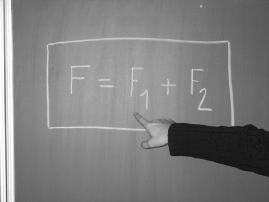 F = F₁ + F₂